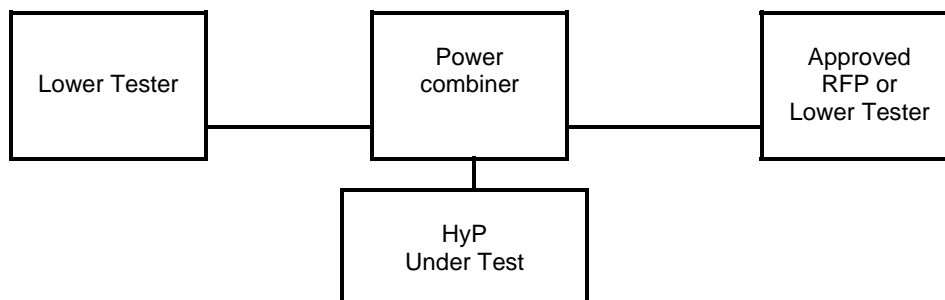 Lower Tester
Power
combiner
Approved
RFP or
Lower Tester
HyP
Under Test